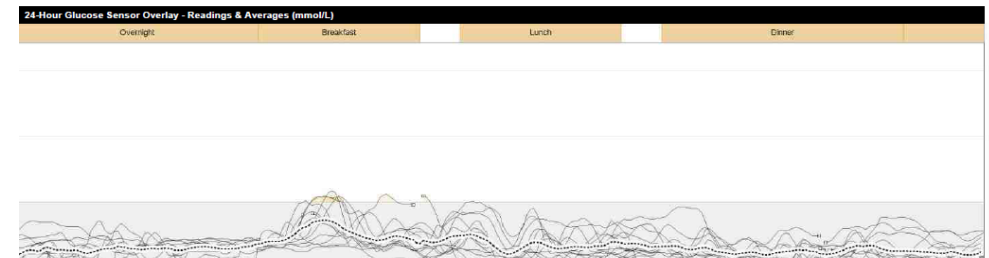 24-Hour Glucose Sensor Overlay - Readings & Averages (mmol/L)
Overnight Breakfast Lunch Dinner